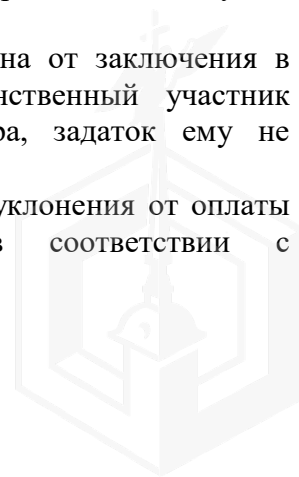 на от заключения в
нственный участник
ра, задаток ему не
уклонения от оплаты
в соответствии с